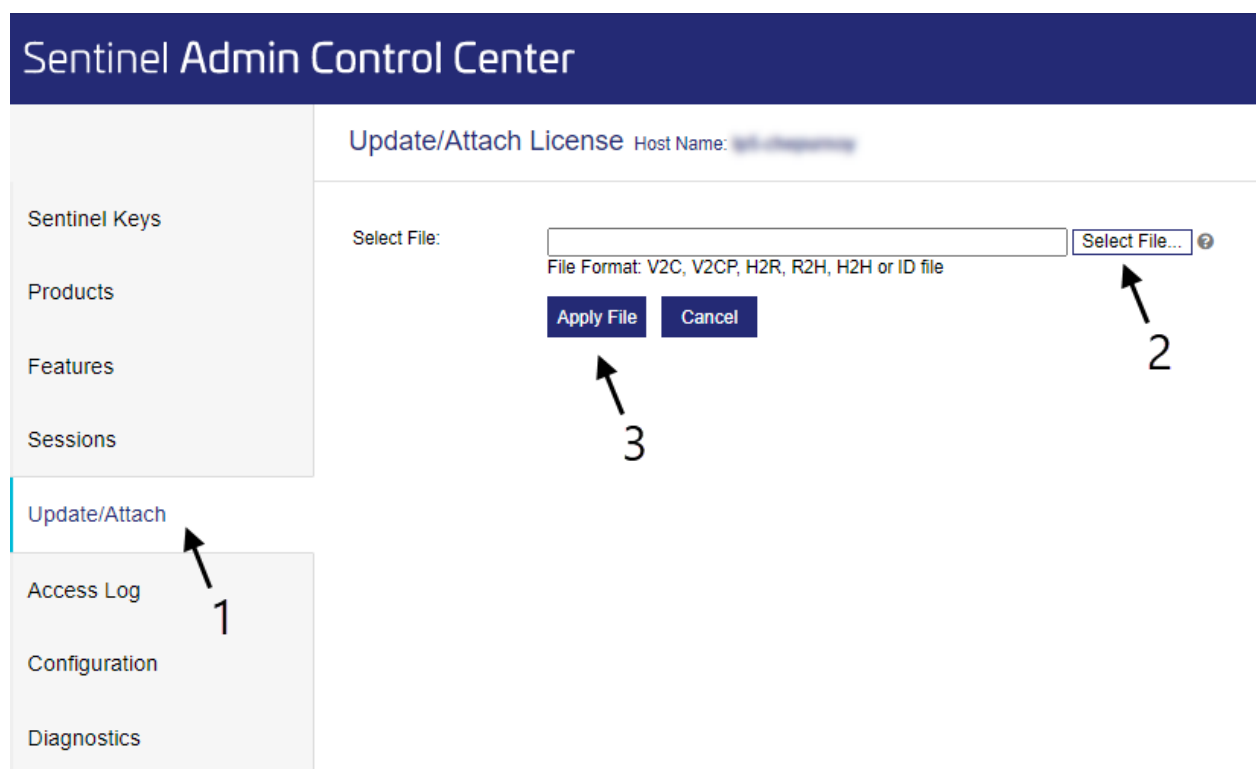 Sentinel Admin Control Center
Update/Attach License Host Name:
Sentinel Keys
Select File:
Select File...
File Format: V2C, V2CP, H2R, R2H, H2H or ID file
Products
Apply File Cancel
2
Features
3
Sessions
Update/Attach
1
Access Log
Configuration
Diagnostics